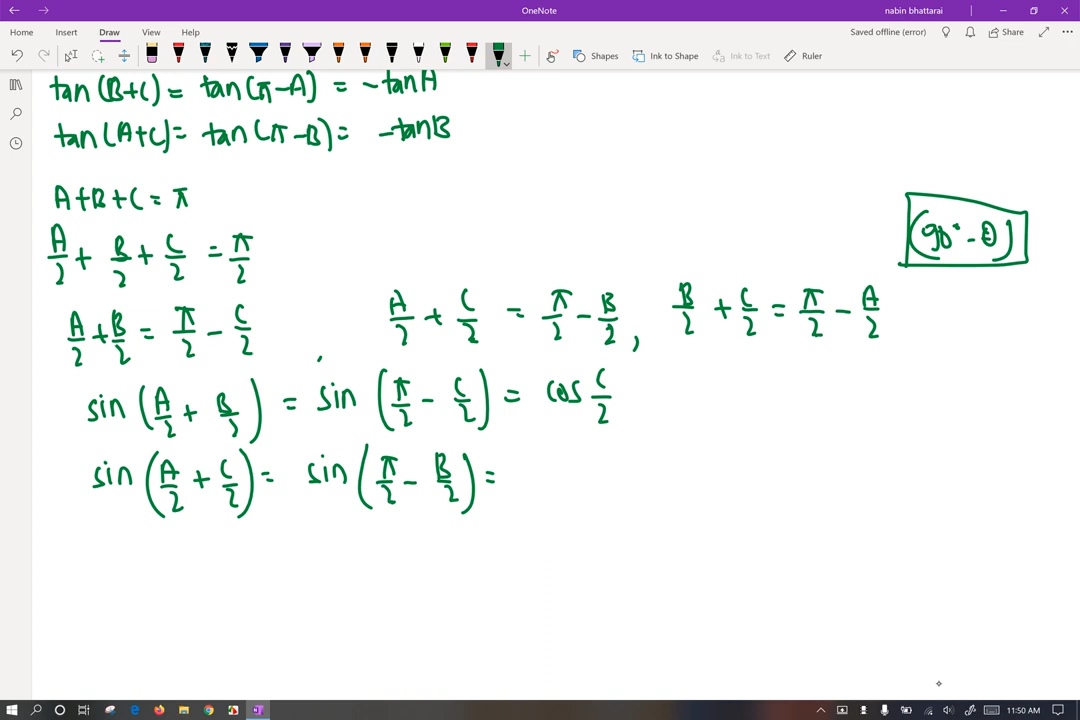 OneNote
nabin bhattarai
Home Insert Draw View Help
Saved offline (error) Share
Shapes Ink to Shape Ink to Text Ruler
tan(B+C) = tan(π-A) = -tanA
tan(A+C) = tan(π-B) = -tanB
A+B+C = π
(90° - θ)
A/2 + B/2 + C/2 = π/2
A/2 + B/2 = π/2 - C/2 , A/2 + C/2 = π/2 - B/2 , B/2 + C/2 = π/2 - A/2
sin(A/2 + B/2) = sin(π/2 - C/2) = cos C/2
sin(A/2 + C/2) = sin(π/2 - B/2) =
11:50 AM